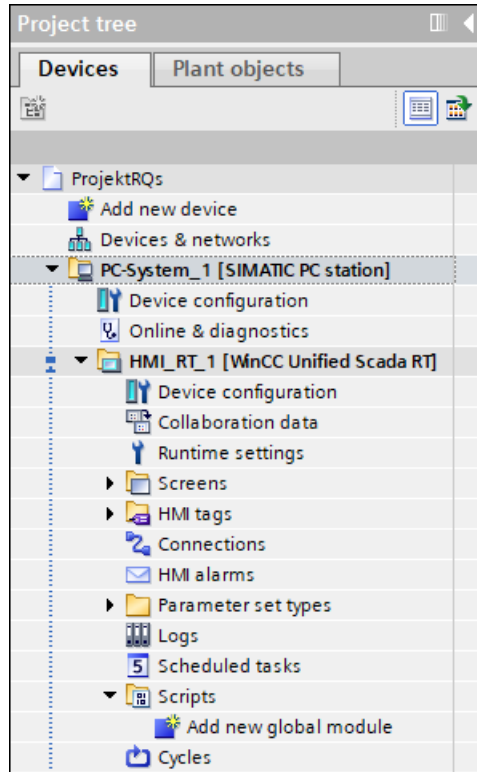 Project tree
Devices
Plant objects
ProjektRQs
Add new device
Devices & networks
PC-System_1 [SIMATIC PC station]
Device configuration
Online & diagnostics
HMI_RT_1 [WinCC Unified Scada RT]
Device configuration
Collaboration data
Runtime settings
Screens
HMI tags
Connections
HMI alarms
Parameter set types
Logs
5 Scheduled tasks
Scripts
Add new global module
Cycles